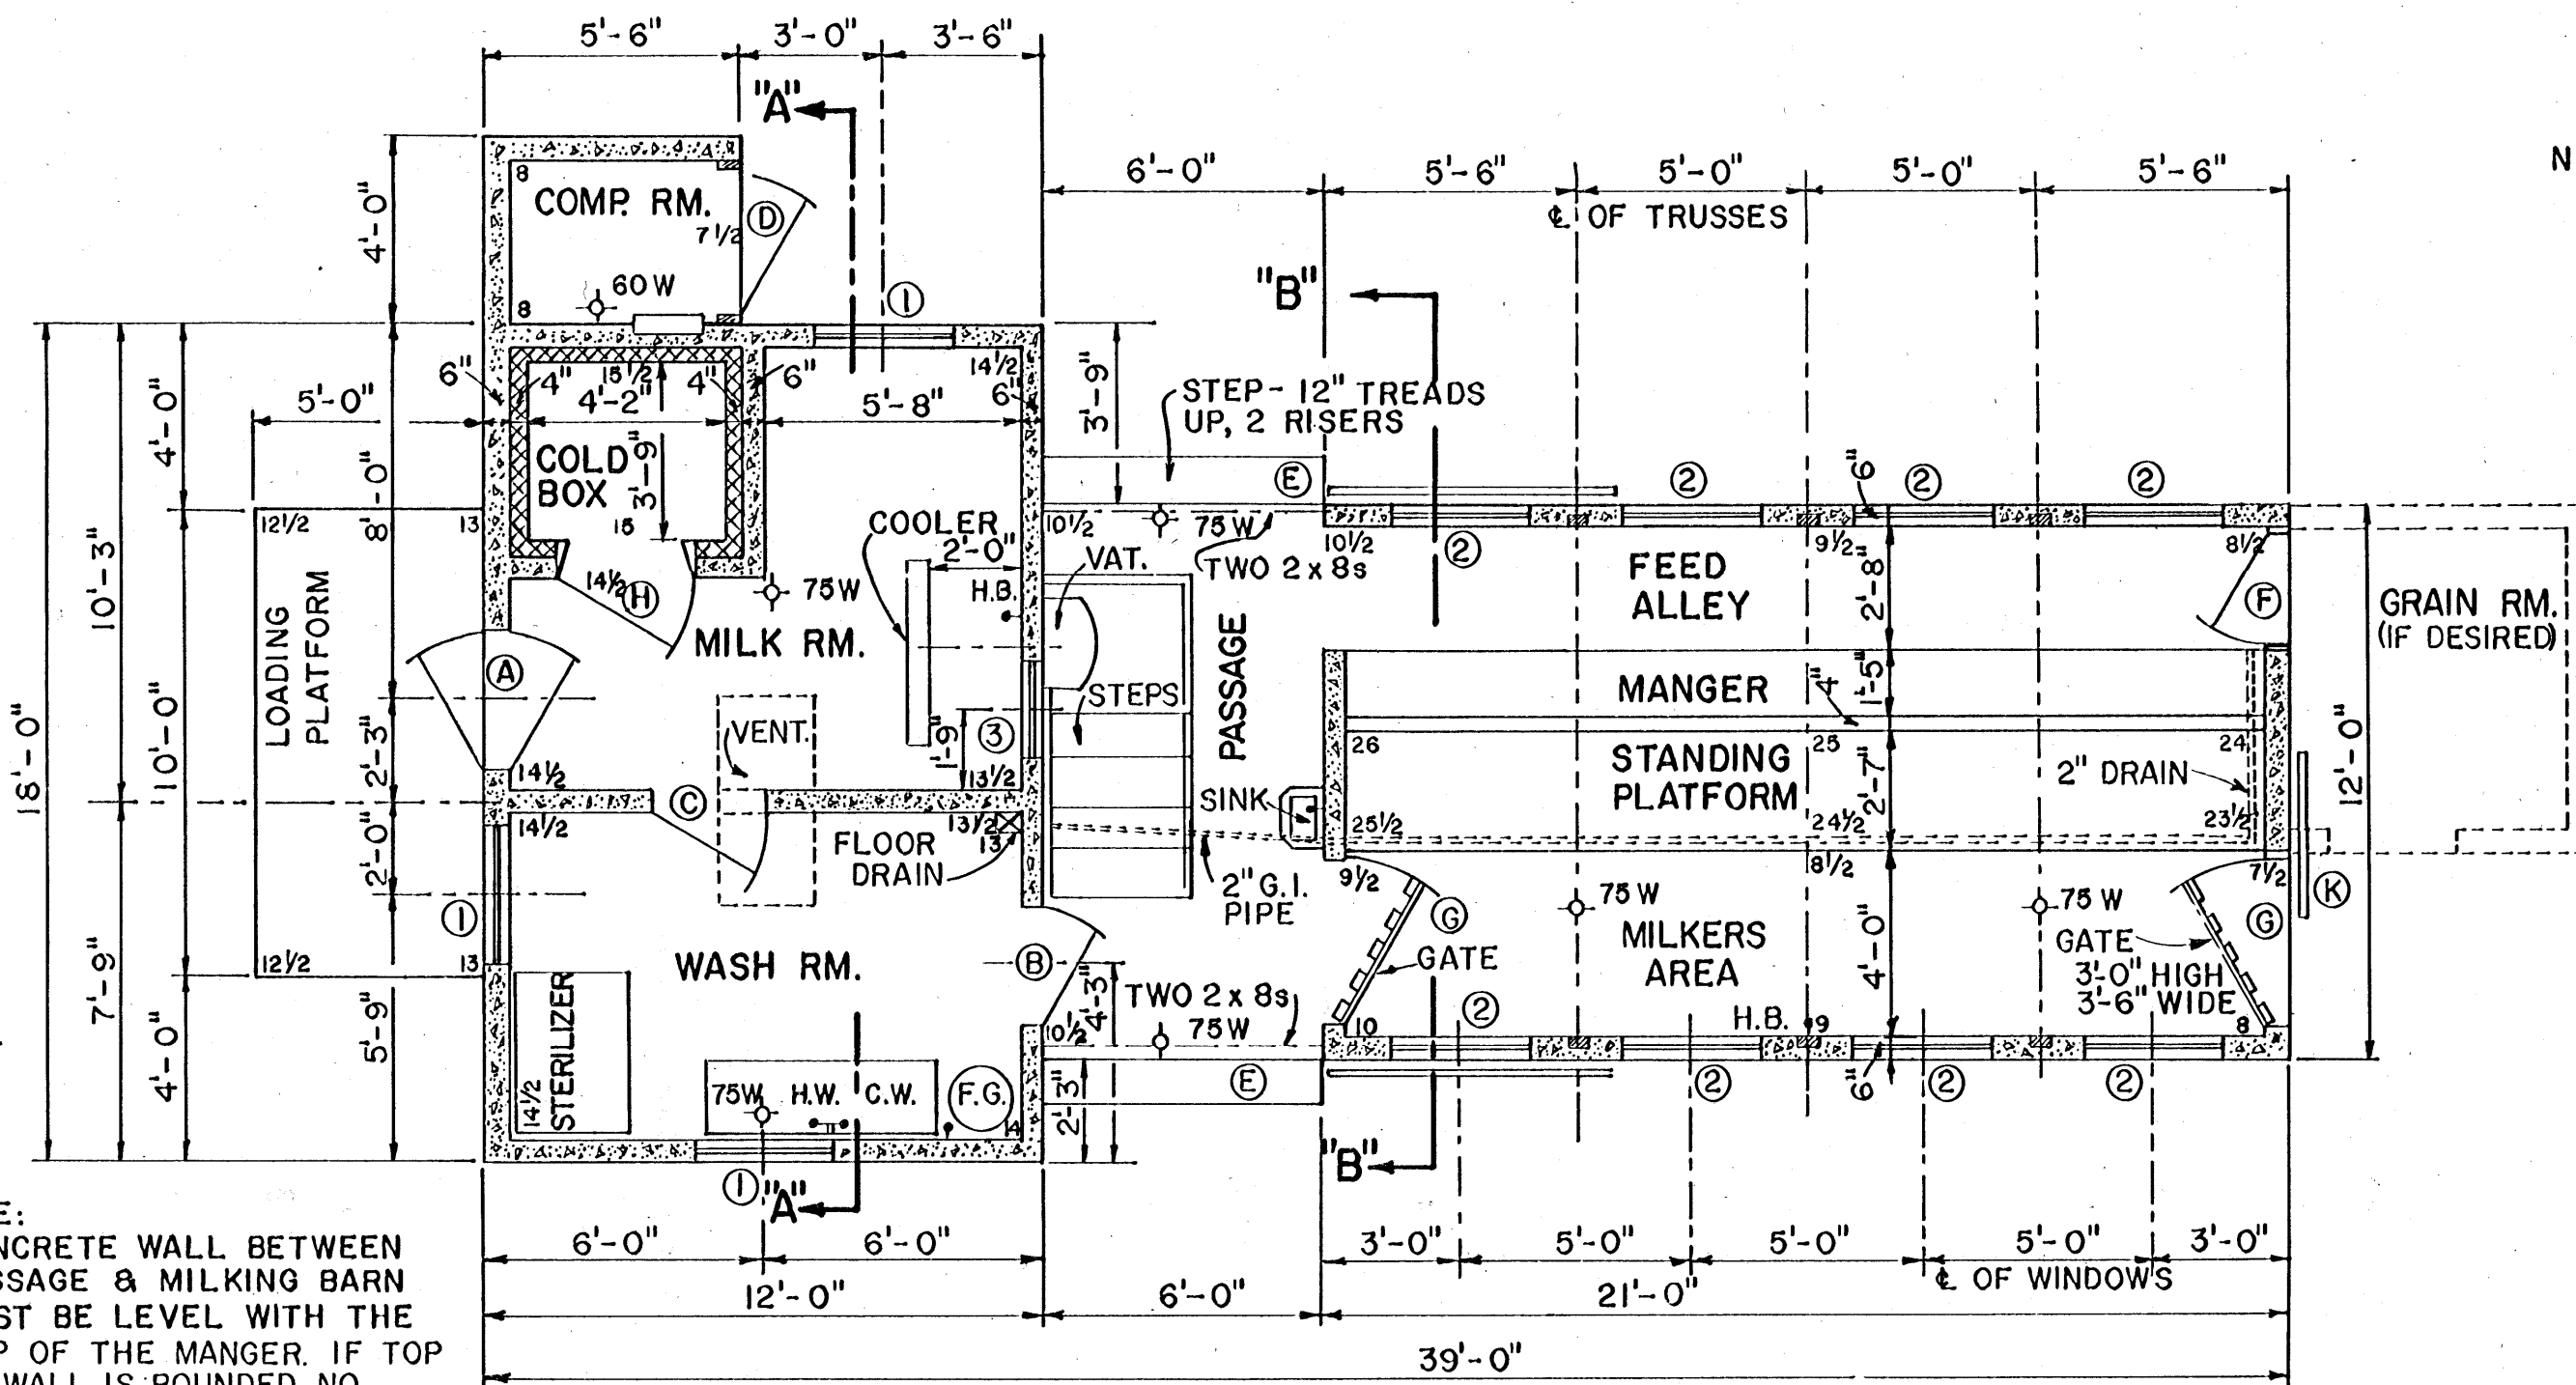 5'-6" 3'-0" 3'-6"
"A"
6'-0" 5'-6" 5'-0" 5'-0" 5'-6"
N
℄ OF TRUSSES
4'-0"
8
COMP. RM.
7 1/2
D
60 W
8
1
"B"
18'-0"
10'-3"
7'-9"
4'-0"
10'-0"
4'-0"
8'-0"
2'-3"
2'-0"
5'-9"
5'-0"
6" 4" 15 1/2 4" 6"
4'-2"
5'-8"
14 1/2
6"
3'-9"
COLD
BOX
3'-9"
15
STEP - 12" TREADS
UP, 2 RISERS
E
12 1/2 13
LOADING
PLATFORM
12 1/2 13
14 1/2
H
75 W
COOLER
2'-0"
H.B.
MILK RM.
A
VENT.
1'-9"
3
14 1/2
13 1/2
C
10 1/2
75 W
TWO 2 x 8s
VAT.
STEPS
PASSAGE
SINK
2" G.I.
PIPE
2 2 2
6"
10 1/2
2
9 1/2
8 1/2
FEED
ALLEY
2'-8"
F
GRAIN RM.
(IF DESIRED)
MANGER
4"
1'-5"
26 25 24
STANDING
PLATFORM
2'-7"
2" DRAIN
25 1/2 24 1/2 23 1/2
12'-0"
9 1/2 8 1/2 7 1/2
G
GATE
75 W
MILKERS
AREA
4'-0"
75 W
G
K
GATE
3'-0" HIGH
3'-6" WIDE
10 H.B. 9 8
2
6"
2 2 2
14 1/2
13 1/2
13
FLOOR
DRAIN
1
WASH RM.
B
4'-3"
TWO 2 x 8s
75 W
10 1/2
2'-3"
E
STERILIZER
14 1/2
75W H.W. C.W.
F.G.
14
1
"A"
"B"
6'-0" 6'-0"
3'-0" 5'-0" 5'-0" 5'-0" 3'-0"
℄ OF WINDOWS
12'-0" 6'-0" 21'-0"
39'-0"
E:
NCRETE WALL BETWEEN
SSAGE & MILKING BARN
ST BE LEVEL WITH THE
P OF THE MANGER. IF TOP
WALL IS ROUNDED NO